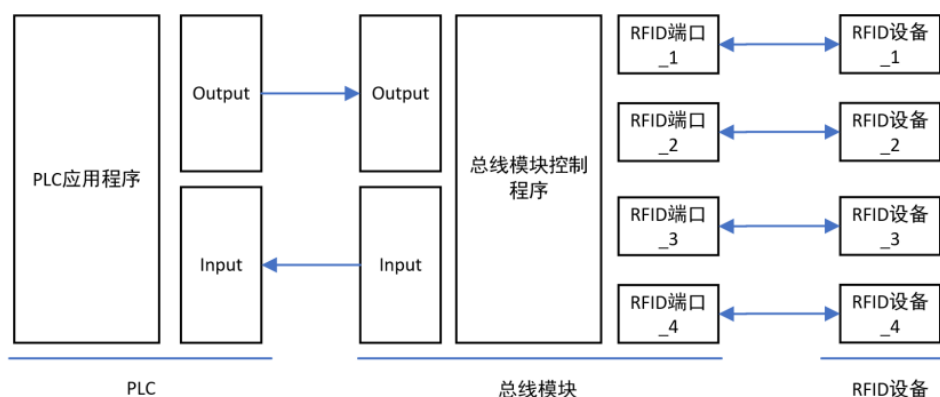 PLC应用程序
Output
Input
Output
Input
总线模块控制
程序
RFID端口
_1
RFID设备
_1
RFID端口
_2
RFID设备
_2
RFID端口
_3
RFID设备
_3
RFID端口
_4
RFID设备
_4
PLC
总线模块
RFID设备